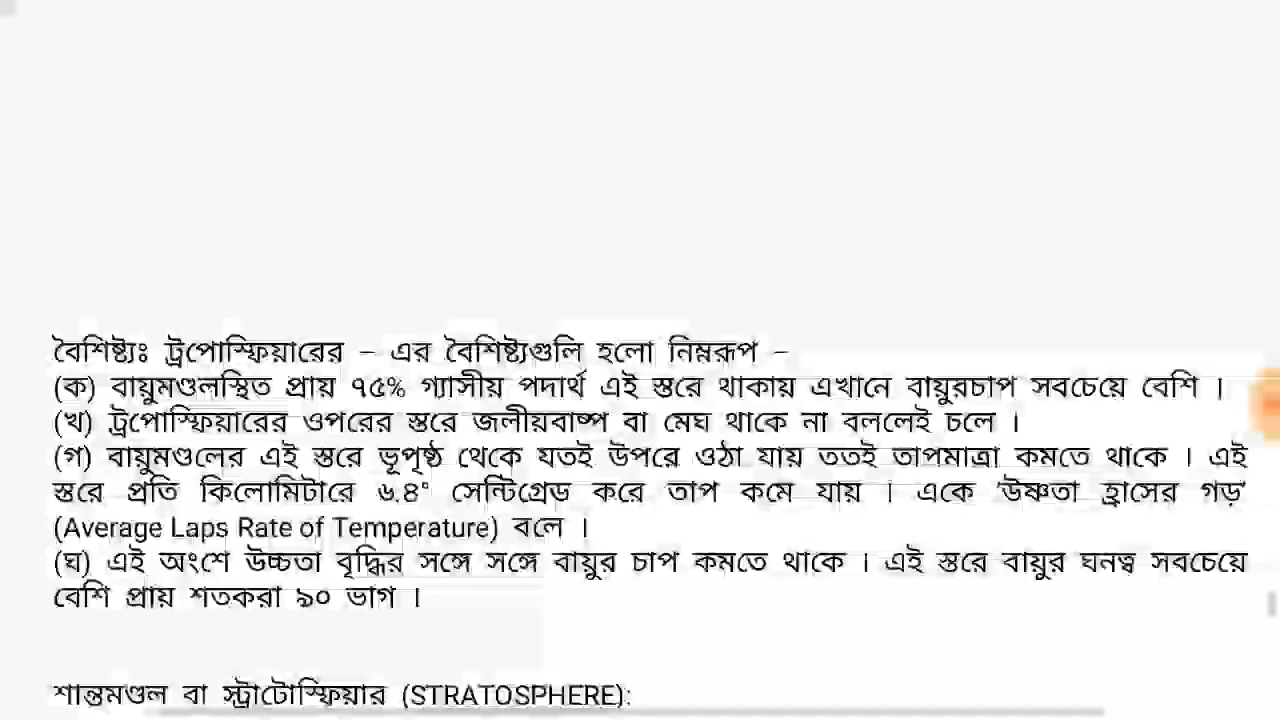 বৈশিষ্ট্যঃ ট্রপোস্ফিয়ারের – এর বৈশিষ্ট্যগুলি হলো নিম্নরূপ –
(ক) বায়ুমণ্ডলস্থিত প্রায় ৭৫% গ্যাসীয় পদার্থ এই স্তরে থাকায় এখানে বায়ুরচাপ সবচেয়ে বেশি ।
(খ) ট্রপোস্ফিয়ারের ওপরের স্তরে জলীয়বাষ্প বা মেঘ থাকে না বললেই চলে ।
(গ) বায়ুমণ্ডলের এই স্তরে ভূপৃষ্ঠ থেকে যতই উপরে ওঠা যায় ততই তাপমাত্রা কমতে থাকে । এই
স্তরে প্রতি কিলোমিটারে ৬.৪° সেন্টিগ্রেড করে তাপ কমে যায় । একে 'উষ্ণতা হ্রাসের গড়'
(Average Laps Rate of Temperature) বলে ।
(ঘ) এই অংশে উচ্চতা বৃদ্ধির সঙ্গে সঙ্গে বায়ুর চাপ কমতে থাকে । এই স্তরে বায়ুর ঘনত্ব সবচেয়ে
বেশি প্রায় শতকরা ৯০ ভাগ ।
শান্তমণ্ডল বা স্ট্রাটোস্ফিয়ার (STRATOSPHERE):